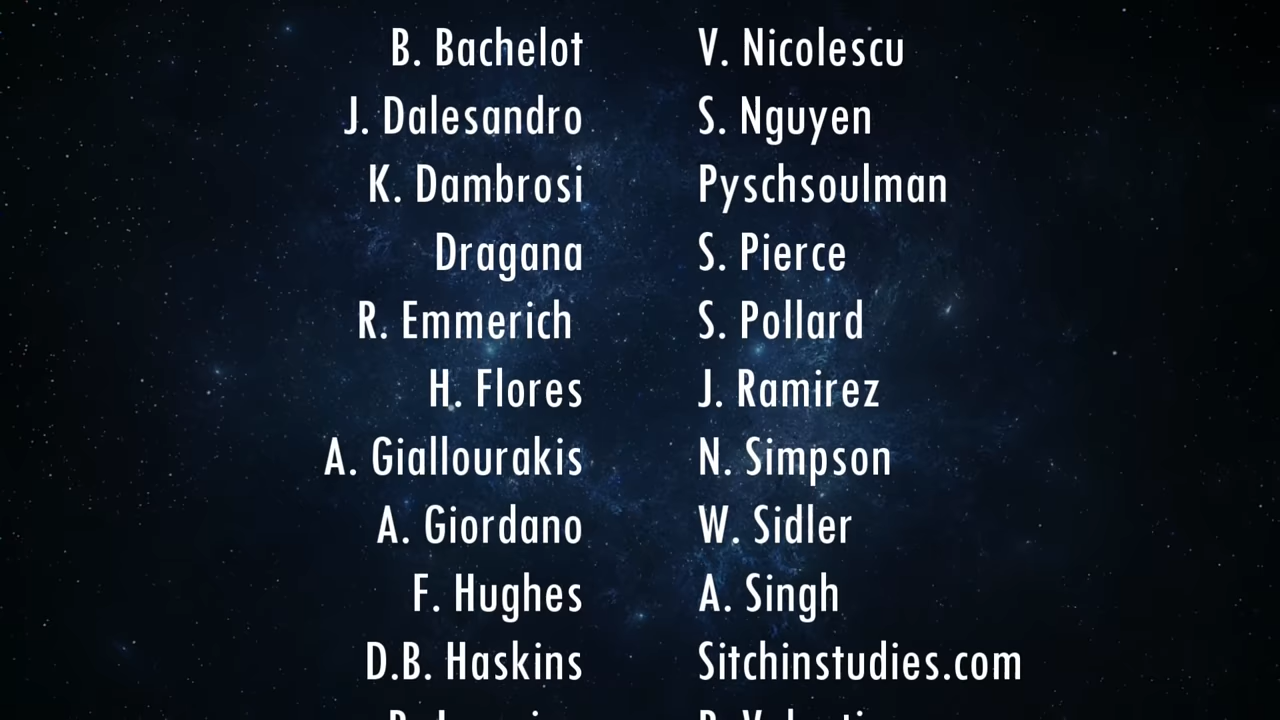 B. Bachelot
J. Dalesandro
K. Dambrosi
Dragana
R. Emmerich
H. Flores
A. Giallourakis
A. Giordano
F. Hughes
D.B. Haskins
V. Nicolescu
S. Nguyen
Pyschsoulman
S. Pierce
S. Pollard
J. Ramirez
N. Simpson
W. Sidler
A. Singh
Sitchinstudies.com